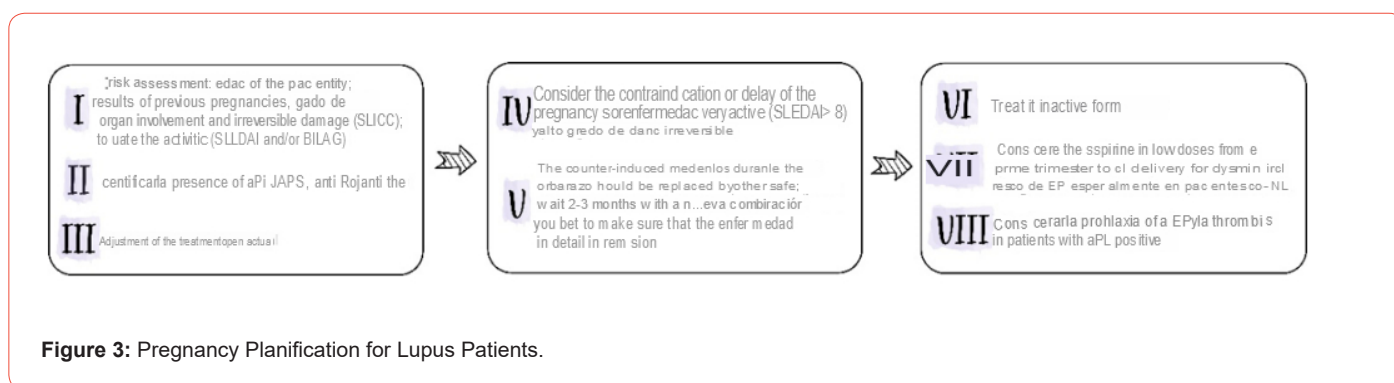 I
risk assessment: edac of the pac entity;
results of previous pregnancies, gado de
organ involvement and irreversible damage (SLICC);
to uate the activitic (SLLDAI and/or BILAG)
II
centificarla presence of aPi JAPS, anti Rojanti the
III
Adjustment of the treatmentopen actuai
IV
Consider the contraind cation or delay of the
pregnancy sorenfermedac veryactive (SLEDAI> 8)
yalto gredo de danc irreversible
V
The counter-induced medenlos duranle the
orbarazo hould be replaced byother safe;
wait 2-3 months with a n...eva combiración
you bet to make sure that the enfer medad
in detail in rem sion
VI
Treat it inactive form
VII
Cons cere the sspirine in low doses from e
prme trimester to cl delivery for dysmin ircl
resco de EP esper almente en pac entesco-NL
VIII
Cons cerarla prohlaxia of a EPyla thrombi s
in patients with aPL positive
Figure 3: Pregnancy Planification for Lupus Patients.